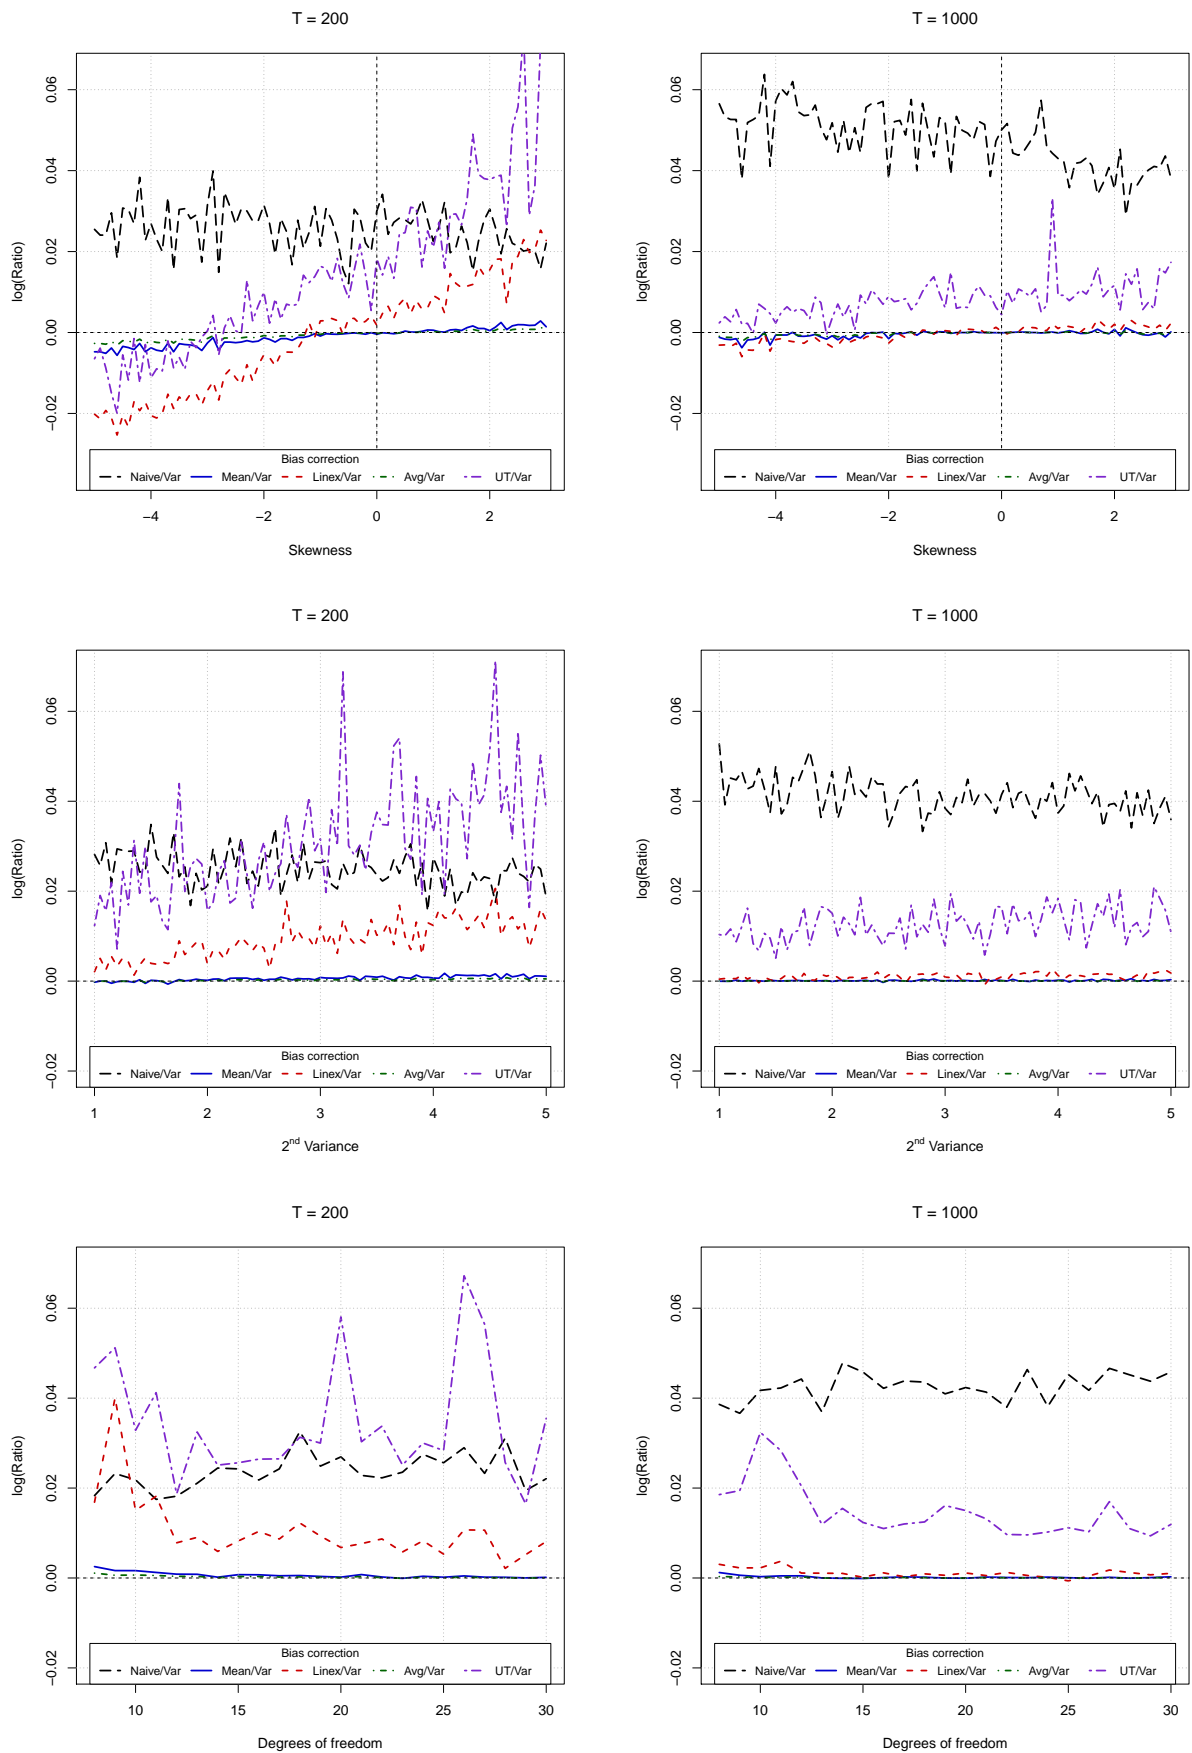 T = 200
T = 1000
log(Ratio)
0.06
0.04
0.02
0.00
−0.02
Bias correction
Naive/Var Mean/Var Linex/Var Avg/Var UT/Var
−4 −2 0 2
Skewness
log(Ratio)
0.06
0.04
0.02
0.00
−0.02
Bias correction
Naive/Var Mean/Var Linex/Var Avg/Var UT/Var
−4 −2 0 2
Skewness
T = 200
T = 1000
log(Ratio)
0.06
0.04
0.02
0.00
−0.02
Bias correction
Naive/Var Mean/Var Linex/Var Avg/Var UT/Var
1 2 3 4 5
2nd Variance
log(Ratio)
0.06
0.04
0.02
0.00
−0.02
Bias correction
Naive/Var Mean/Var Linex/Var Avg/Var UT/Var
1 2 3 4 5
2nd Variance
T = 200
T = 1000
log(Ratio)
0.06
0.04
0.02
0.00
−0.02
Bias correction
Naive/Var Mean/Var Linex/Var Avg/Var UT/Var
10 15 20 25 30
Degrees of freedom
log(Ratio)
0.06
0.04
0.02
0.00
−0.02
Bias correction
Naive/Var Mean/Var Linex/Var Avg/Var UT/Var
10 15 20 25 30
Degrees of freedom